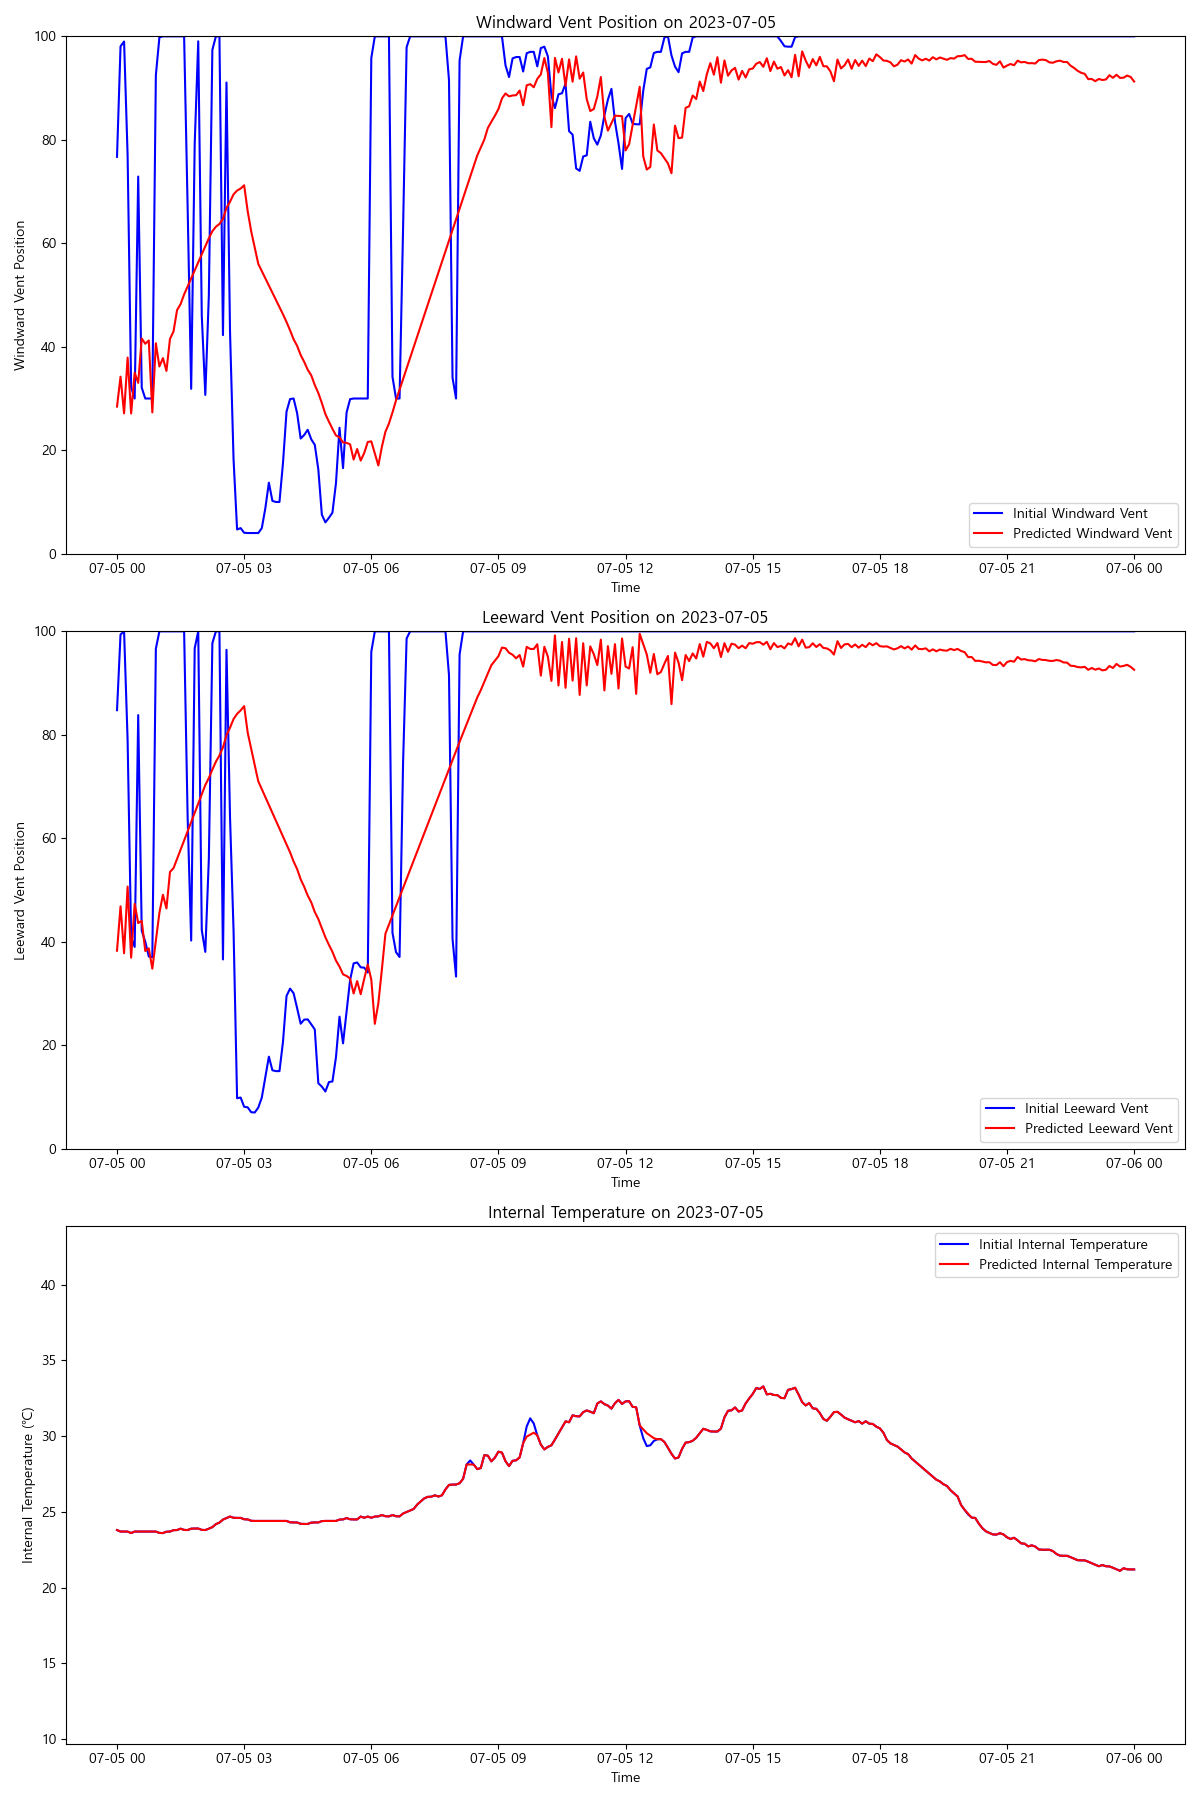 Windward Vent Position on 2023-07-05
100
80
60
40
20
0
Windward Vent Position
Initial Windward Vent
Predicted Windward Vent
07-05 00 07-05 03 07-05 06 07-05 09 07-05 12 07-05 15 07-05 18 07-05 21 07-06 00
Time
Leeward Vent Position on 2023-07-05
100
80
60
40
20
0
Leeward Vent Position
Initial Leeward Vent
Predicted Leeward Vent
07-05 00 07-05 03 07-05 06 07-05 09 07-05 12 07-05 15 07-05 18 07-05 21 07-06 00
Time
Internal Temperature on 2023-07-05
Initial Internal Temperature
Predicted Internal Temperature
40
35
30
25
20
15
10
Internal Temperature (℃)
07-05 00 07-05 03 07-05 06 07-05 09 07-05 12 07-05 15 07-05 18 07-05 21 07-06 00
Time